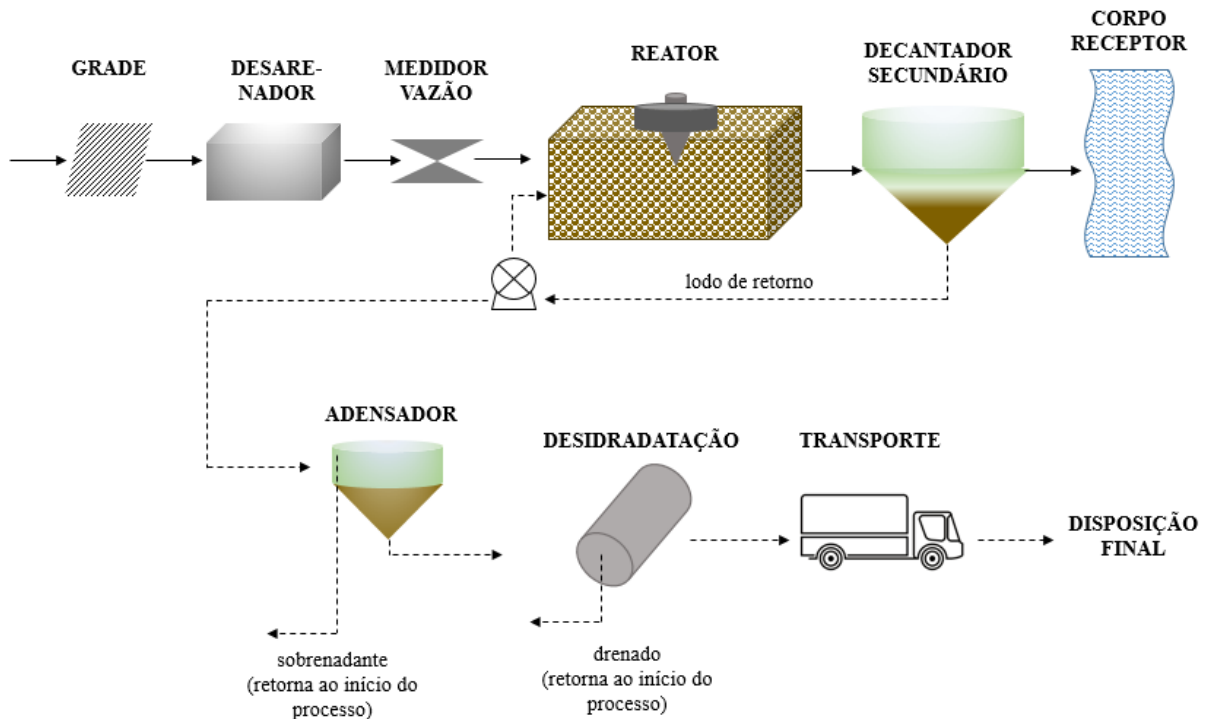 GRADE
DESARE-
NADOR
MEDIDOR
VAZÃO
REATOR
DECANTADOR
SECUNDÁRIO
CORPO
RECEPTOR
lodo de retorno
ADENSADOR
DESIDRADATAÇÃO
TRANSPORTE
DISPOSIÇÃO
FINAL
sobrenadante
(retorna ao início do
processo)
drenado
(retorna ao início do
processo)